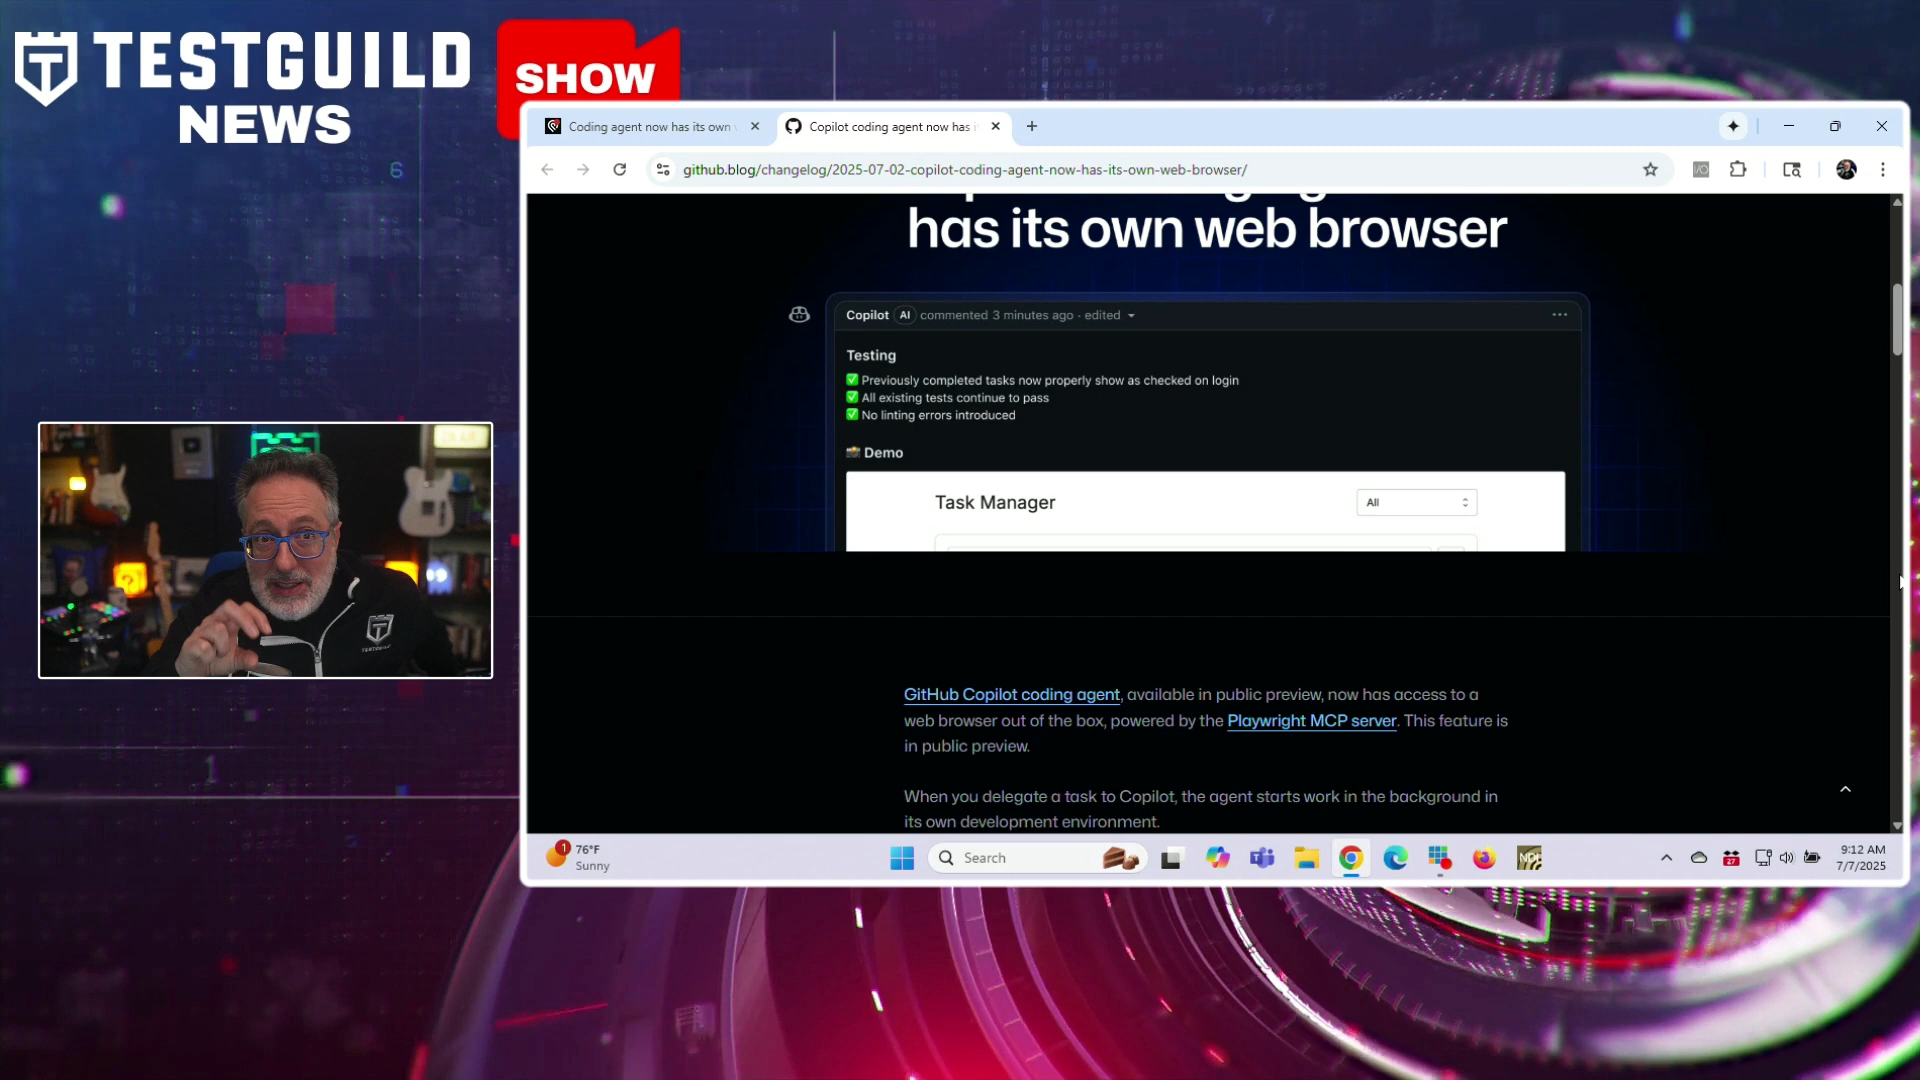 TESTGUILD
NEWS
SHOW
Coding agent now has its own
Copilot coding agent now has i
github.blog/changelog/2025-07-02-copilot-coding-agent-now-has-its-own-web-browser/
I/O
has its own web browser
Copilot AI commented 3 minutes ago · edited
Testing
✅ Previously completed tasks now properly show as checked on login
✅ All existing tests continue to pass
✅ No linting errors introduced
📸 Demo
Task Manager
All
GitHub Copilot coding agent, available in public preview, now has access to a
web browser out of the box, powered by the Playwright MCP server. This feature is
in public preview.
When you delegate a task to Copilot, the agent starts work in the background in
its own development environment.
1
76°F
Sunny
Search
NDI
27
9:12 AM
7/7/2025
6
1